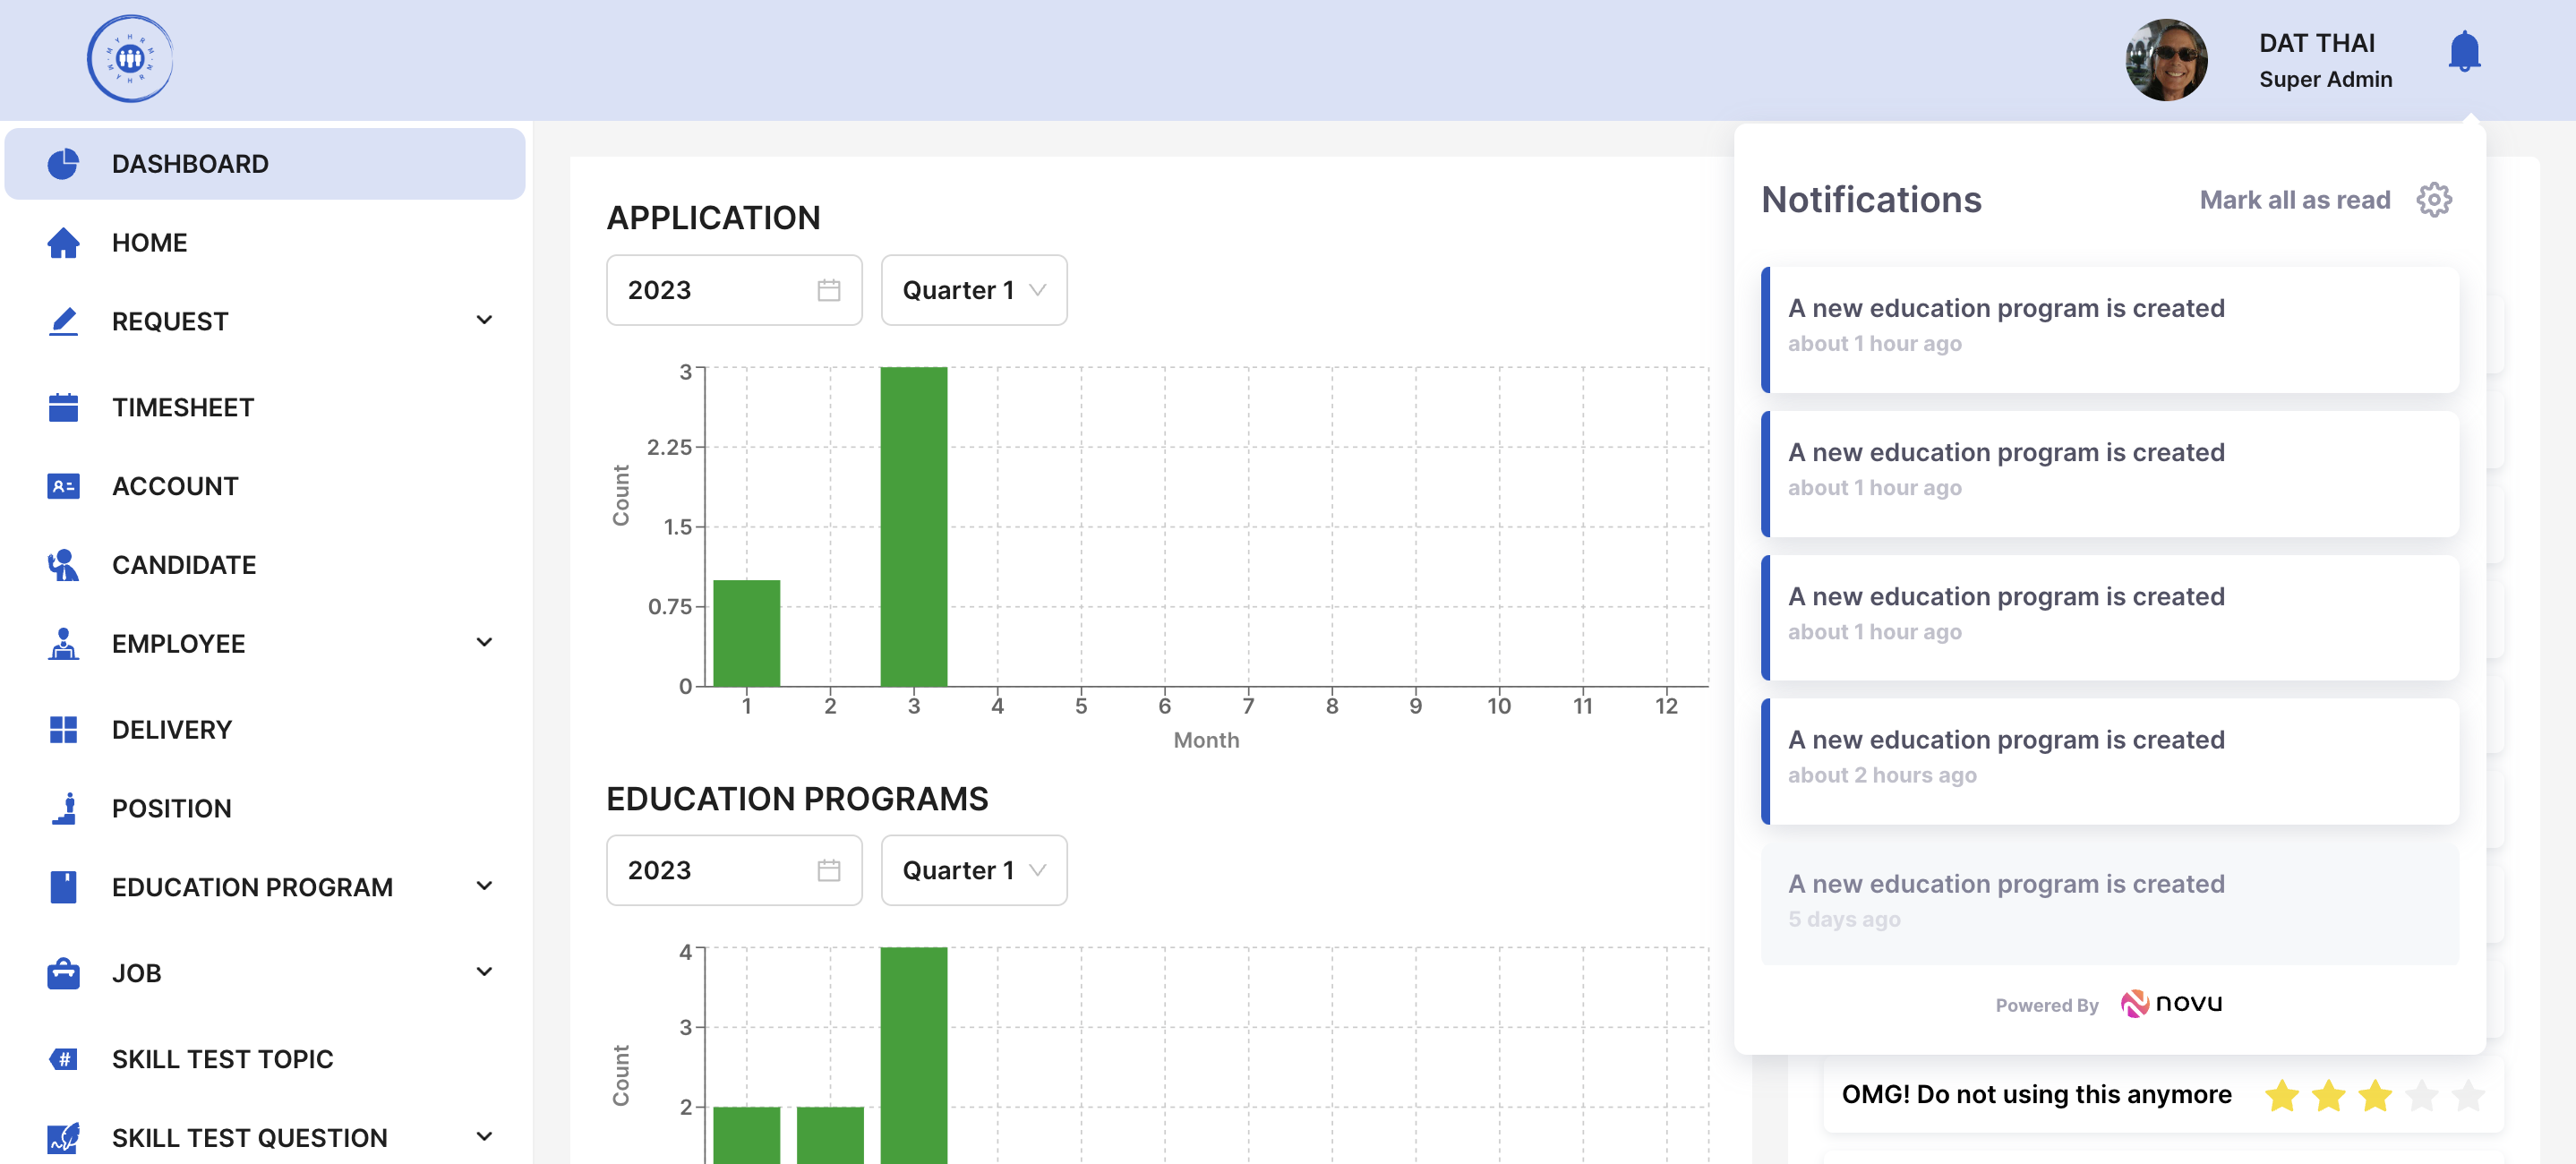 MYHRM
MYHRM
DAT THAI
Super Admin
DASHBOARD
HOME
REQUEST
TIMESHEET
ACCOUNT
CANDIDATE
EMPLOYEE
DELIVERY
POSITION
EDUCATION PROGRAM
JOB
SKILL TEST TOPIC
SKILL TEST QUESTION
APPLICATION
2023
Quarter 1
3
2.25
1.5
0.75
0
Count
1 2 3 4 5 6 7 8 9 10 11 12
Month
EDUCATION PROGRAMS
2023
Quarter 1
4
3
2
Count
Notifications
Mark all as read
A new education program is created
about 1 hour ago
A new education program is created
about 1 hour ago
A new education program is created
about 1 hour ago
A new education program is created
about 2 hours ago
A new education program is created
5 days ago
Powered By novu
OMG! Do not using this anymore